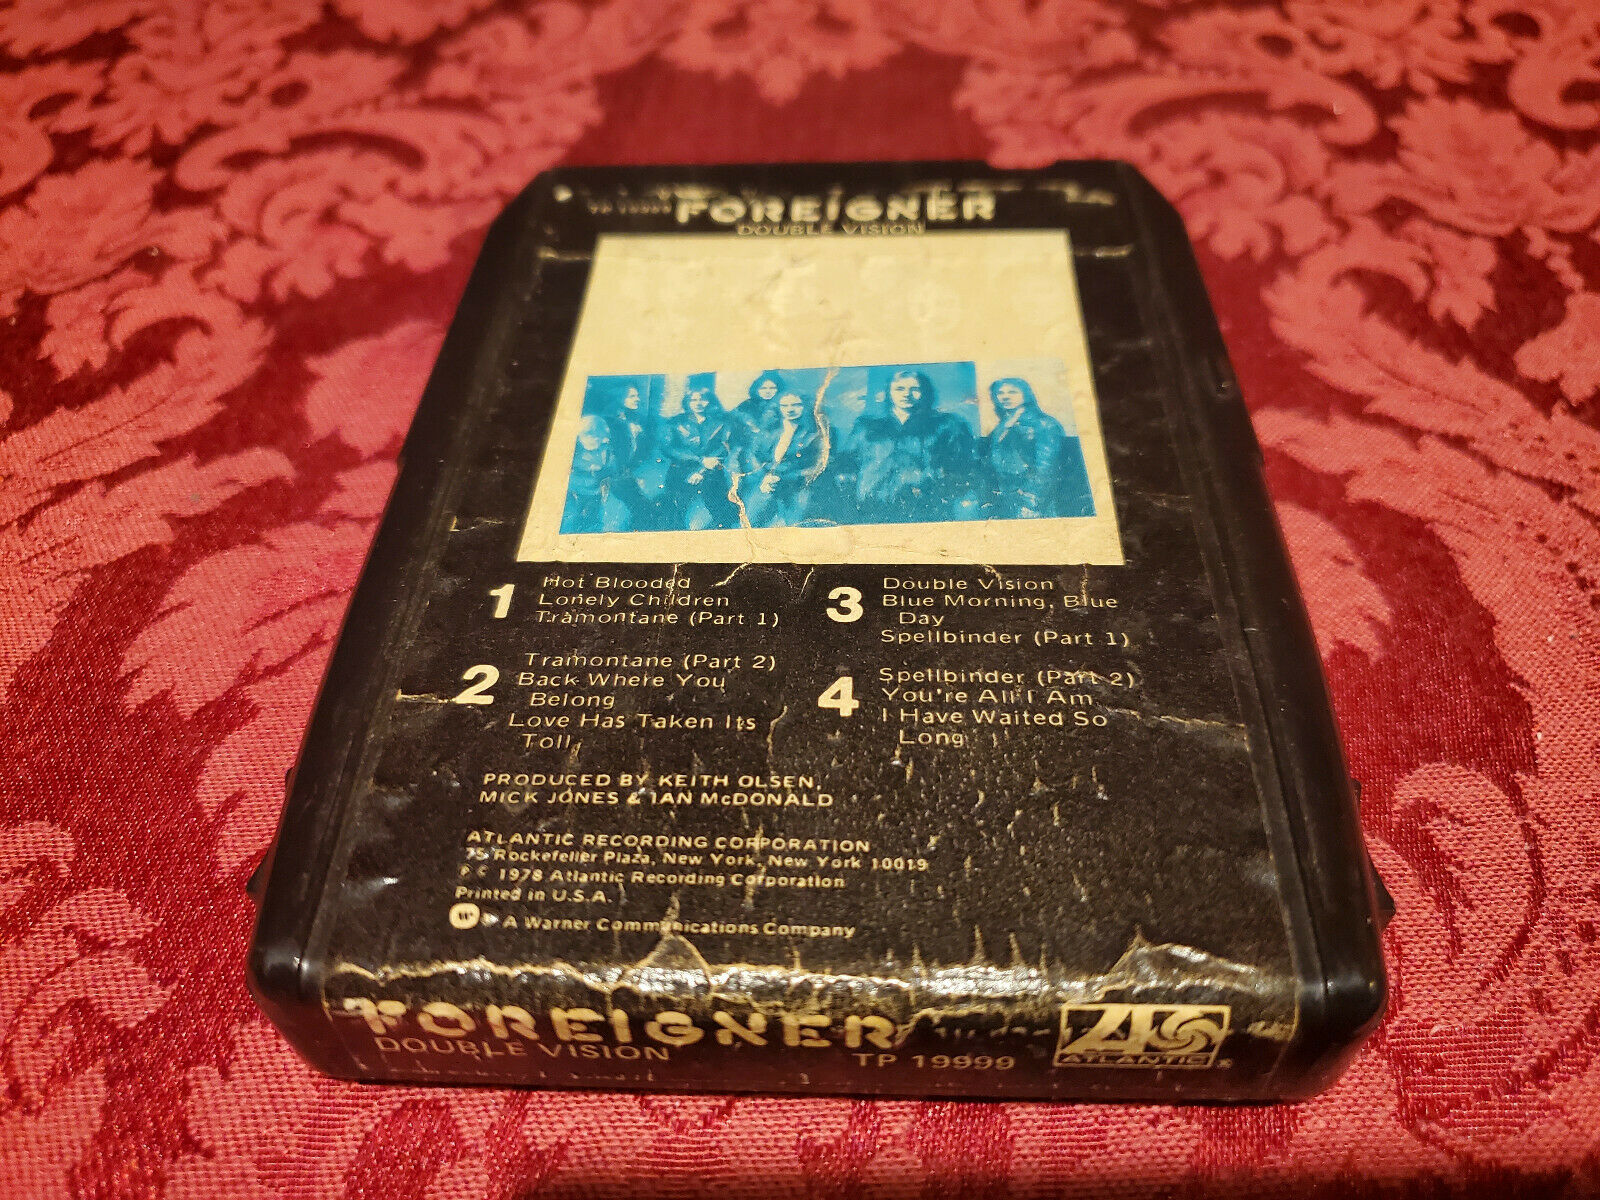 FOREIGNER
DOUBLE VISION
1
Hot Blooded
Lonely Children
Tramontane (Part 1)
2
Tramontane (Part 2)
Back Where You
Belong
Love Has Taken Its
Toll
3
Double Vision
Blue Morning, Blue
Day
Spellbinder (Part 1)
4
Spellbinder (Part 2)
You're All I Am
I Have Waited So
Long
PRODUCED BY KEITH OLSEN,
MICK JONES & IAN McDONALD
ATLANTIC RECORDING CORPORATION
75 Rockefeller Plaza, New York, New York 10019
℗ © 1978 Atlantic Recording Corporation
Printed in U.S.A.
A Warner Communications Company
FOREIGNER
DOUBLE VISION
TP 19999
ATLANTIC